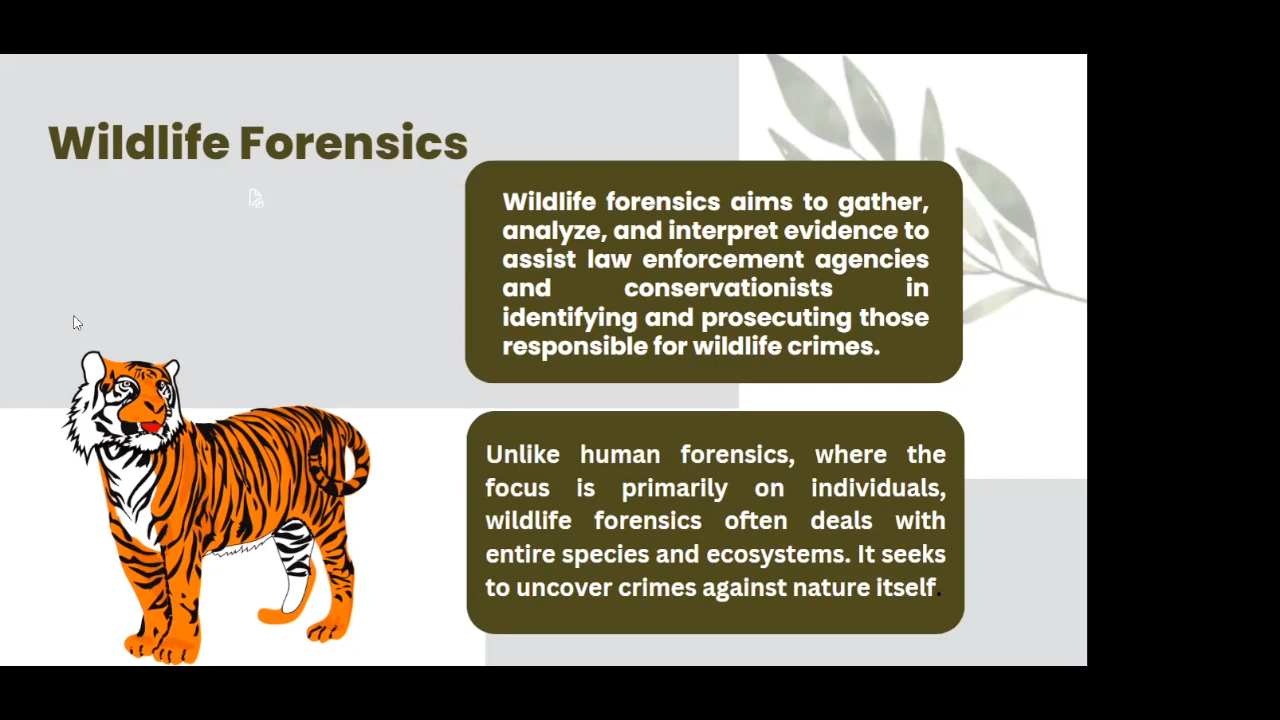 Wildlife Forensics
Wildlife forensics aims to gather,
analyze, and interpret evidence to
assist law enforcement agencies
and conservationists in
identifying and prosecuting those
responsible for wildlife crimes.
Unlike human forensics, where the
focus is primarily on individuals,
wildlife forensics often deals with
entire species and ecosystems. It seeks
to uncover crimes against nature itself.